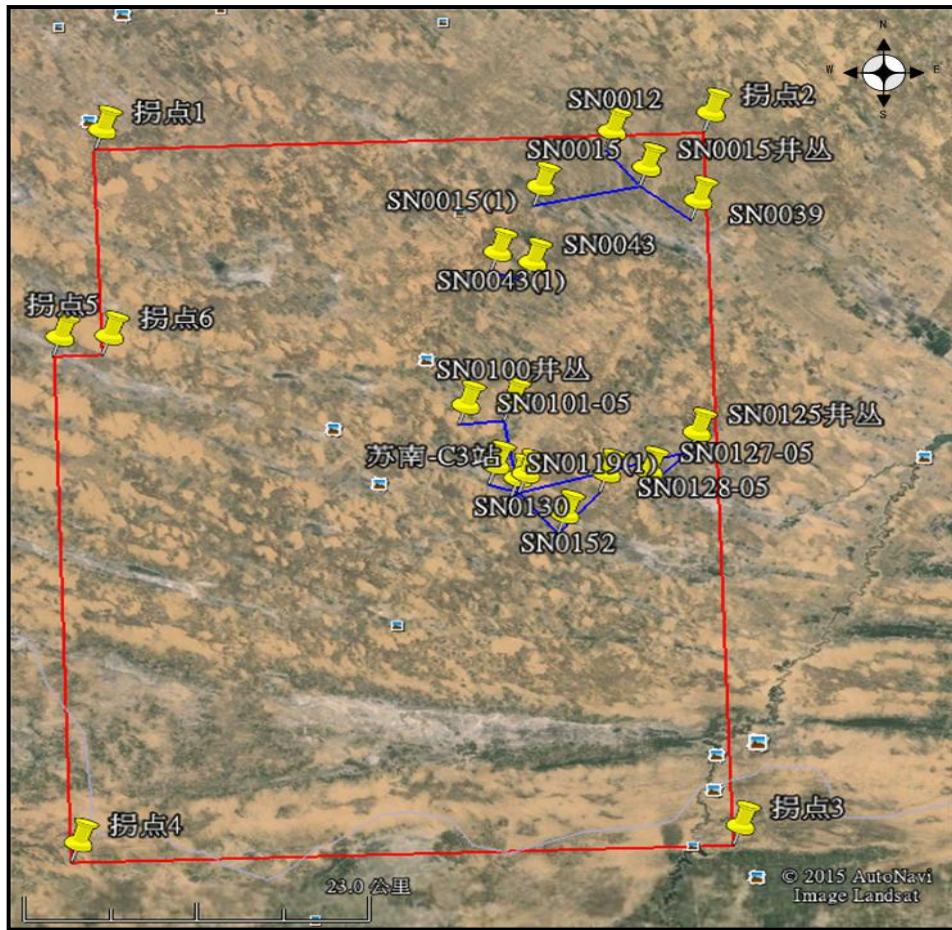 N
W E
S
拐点1
SN0012
拐点2
SN0015
SN0015井丛
SN0015(1)
SN0039
SN0043
SN0043(1)
拐点5
拐点6
SN0100井丛
SN0101-05
SN0125井丛
苏南-C3站
SN0119(1)
SN0127-05
SN0128-05
SN0130
SN0152
拐点3
拐点4
23.0 公里
© 2015 AutoNavi
Image Landsat